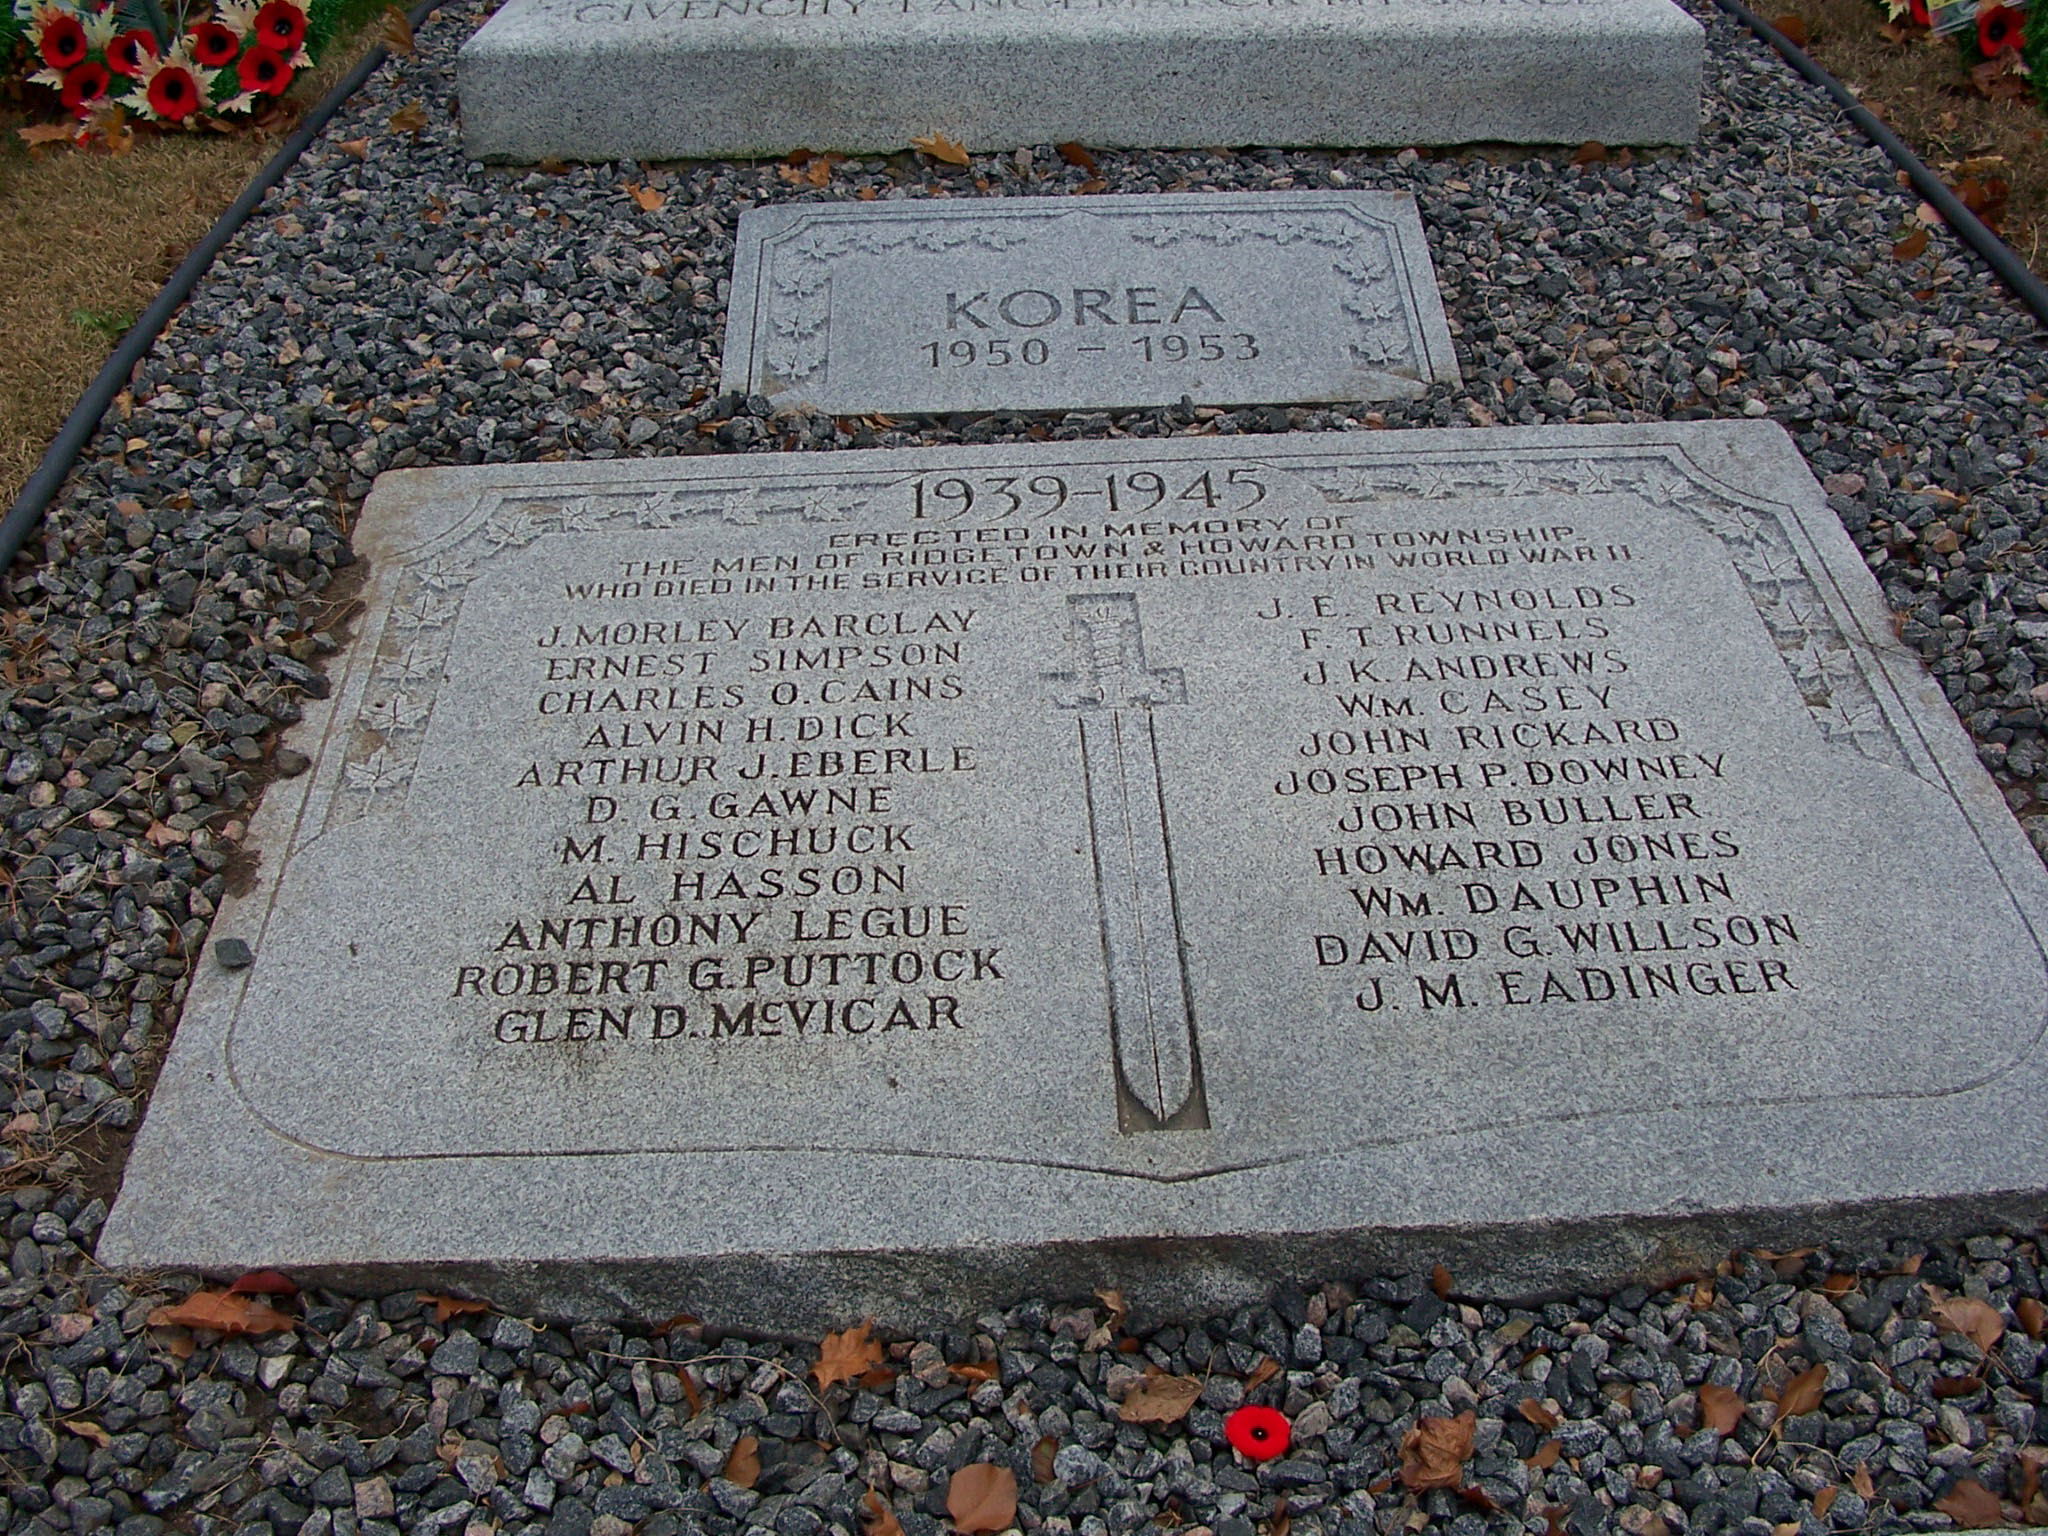 GIVENCHY LANGEMARCK
KOREA
1950 – 1953
1939–1945
ERECTED IN MEMORY OF
THE MEN OF RIDGETOWN & HOWARD TOWNSHIP
WHO DIED IN THE SERVICE OF THEIR COUNTRY IN WORLD WAR II.
J. MORLEY BARCLAY
ERNEST SIMPSON
CHARLES O. CAINS
ALVIN H. DICK
ARTHUR J. EBERLE
D. G. GAWNE
M. HISCHUCK
AL HASSON
ANTHONY LEGUE
ROBERT G. PUTTOCK
GLEN D. McVICAR
J. E. REYNOLDS
F. T. RUNNELS
J. K. ANDREWS
WM. CASEY
JOHN RICKARD
JOSEPH P. DOWNEY
JOHN BULLER
HOWARD JONES
WM. DAUPHIN
DAVID G. WILLSON
J. M. EADINGER